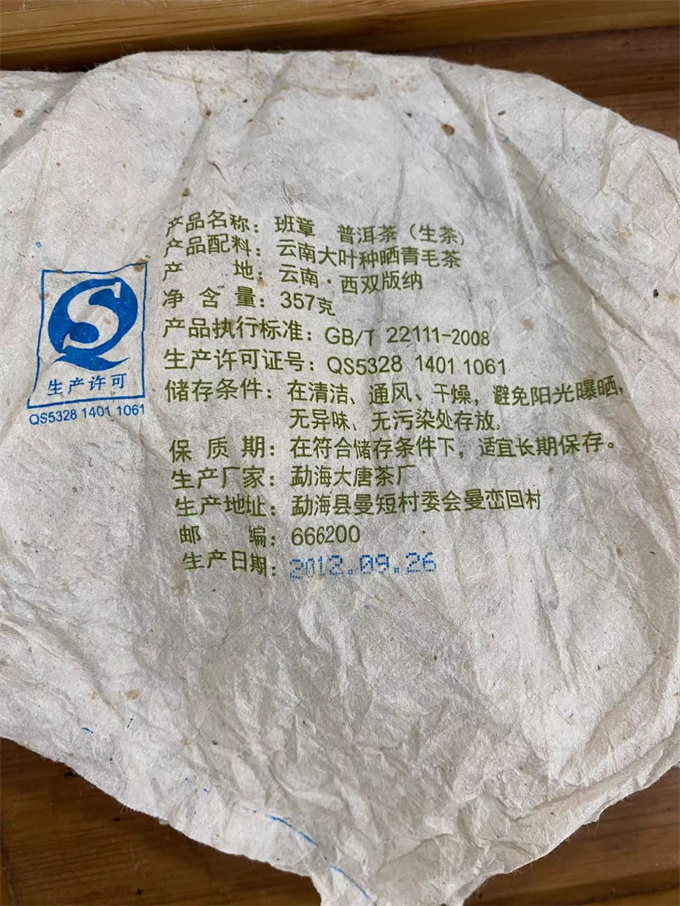 产品名称：班章 普洱茶（生茶）
产品配料：云南大叶种晒青毛茶
产 地：云南·西双版纳
净 含 量：357克
产品执行标准：GB/T 22111-2008
生产许可证号：QS5328 1401 1061
储存条件：在清洁、通风、干燥，避免阳光曝晒，
无异味、无污染处存放，
保 质 期：在符合储存条件下，适宜长期保存。
生产厂家：勐海大唐茶厂
生产地址：勐海县曼短村委会曼峦回村
邮 编：666200
生产日期：2012.09.26
生产许可
QS5328 1401 1061